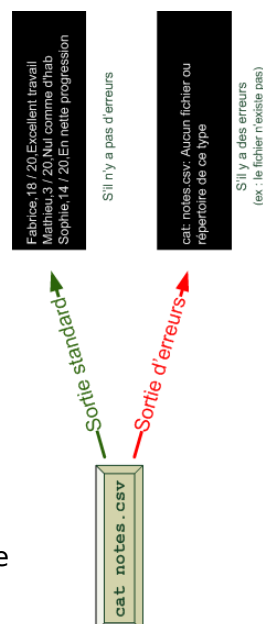 Fabrice,18 / 20,Excellent travail
Mathieu,3 / 20,Nul comme d'hab
Sophie,14 / 20,En nette progression
S'il n'y a pas d'erreurs
cat: notes.csv: Aucun fichier ou
répertoire de ce type
S'il y a des erreurs
(ex : le fichier n'existe pas)
Sortie standard
Sortie d'erreurs
cat notes.csv
e